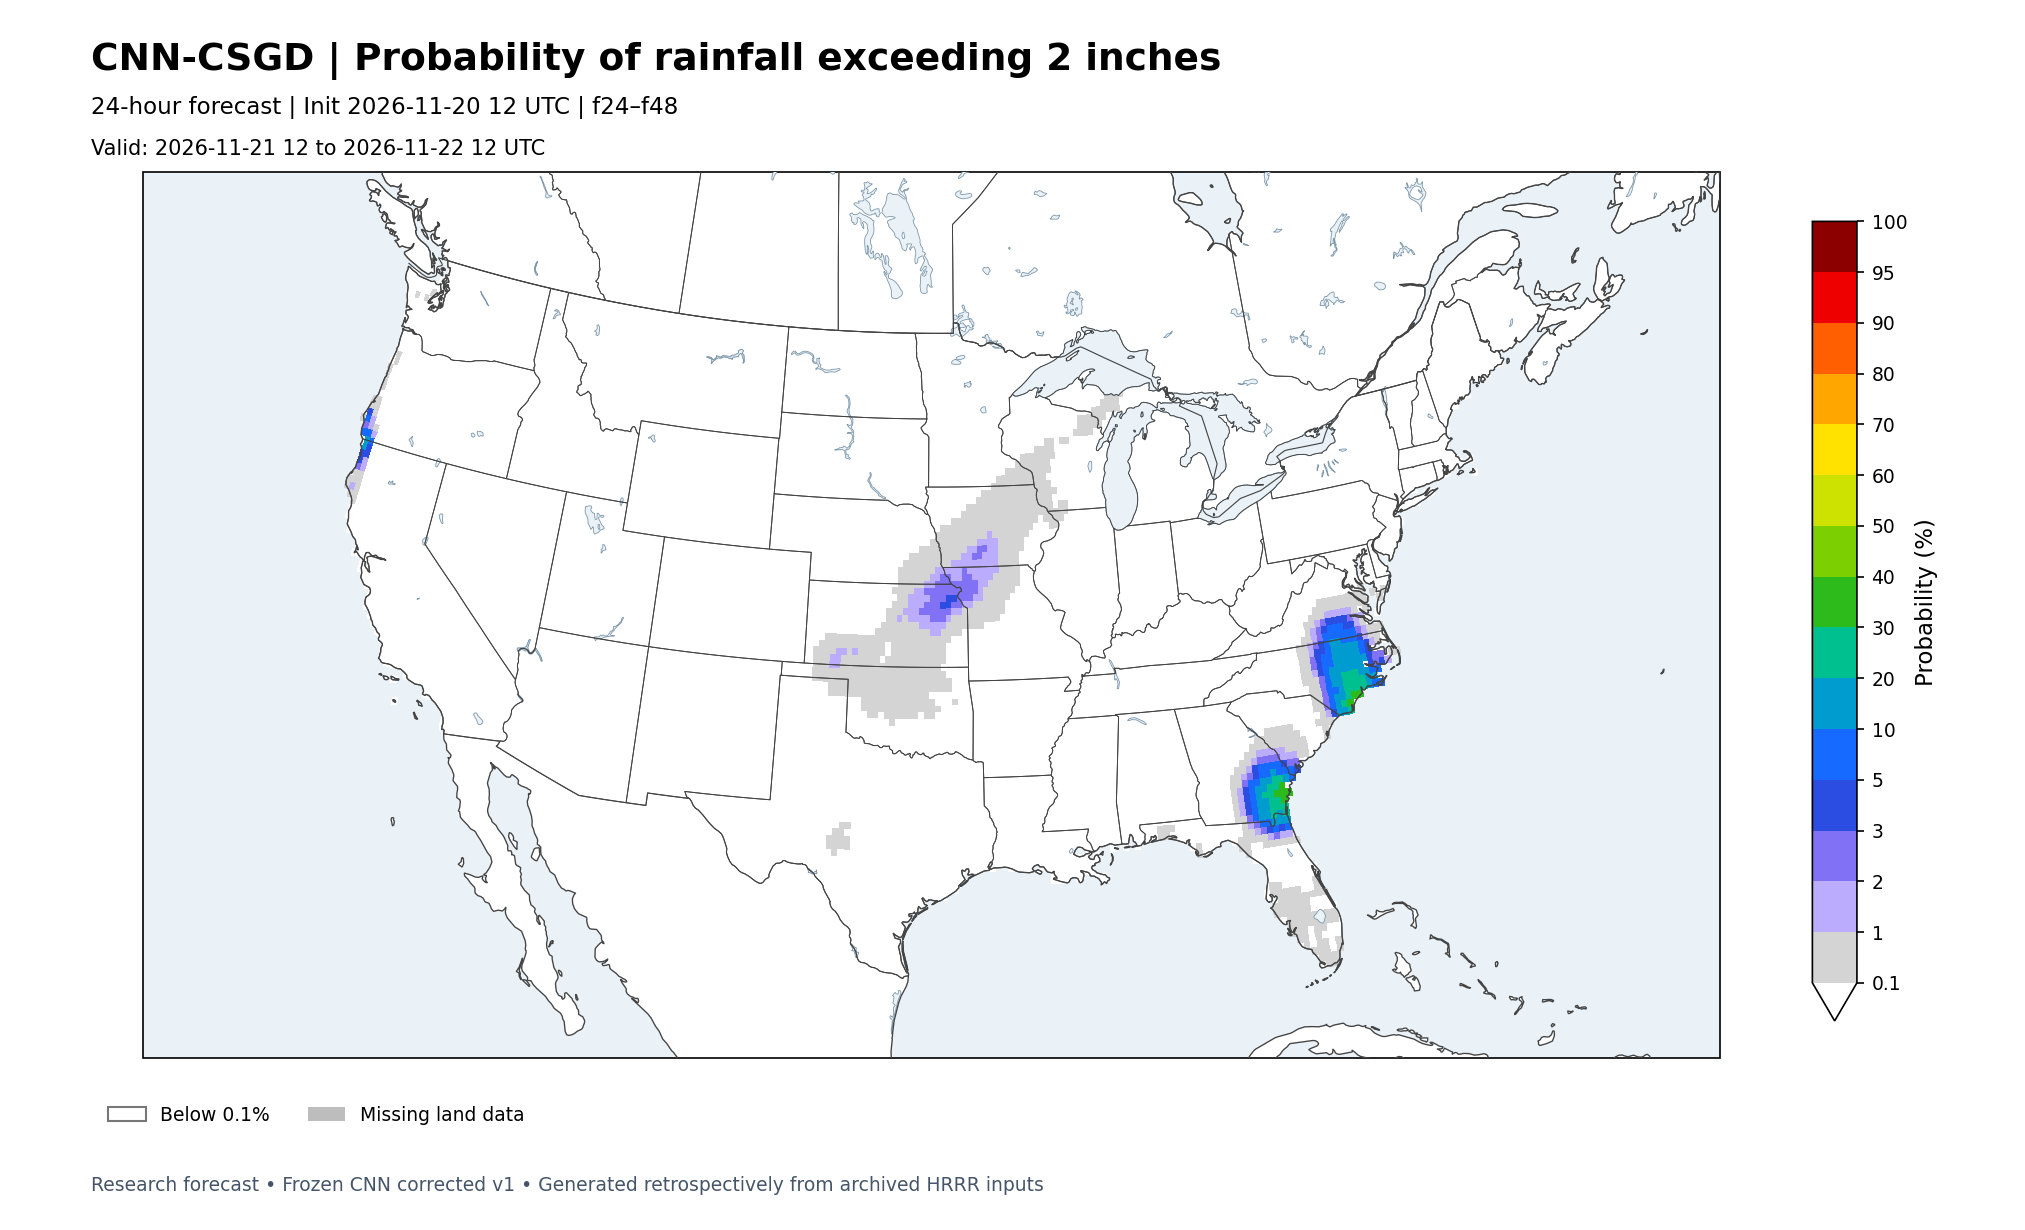 CNN-CSGD | Probability of rainfall exceeding 2 inches
24-hour forecast | Init 2026-11-20 12 UTC | f24–f48
Valid: 2026-11-21 12 to 2026-11-22 12 UTC
100
95
90
80
70
60
50
40
30
20
10
5
3
2
1
0.1
Probability (%)
Below 0.1%
Missing land data
Research forecast • Frozen CNN corrected v1 • Generated retrospectively from archived HRRR inputs